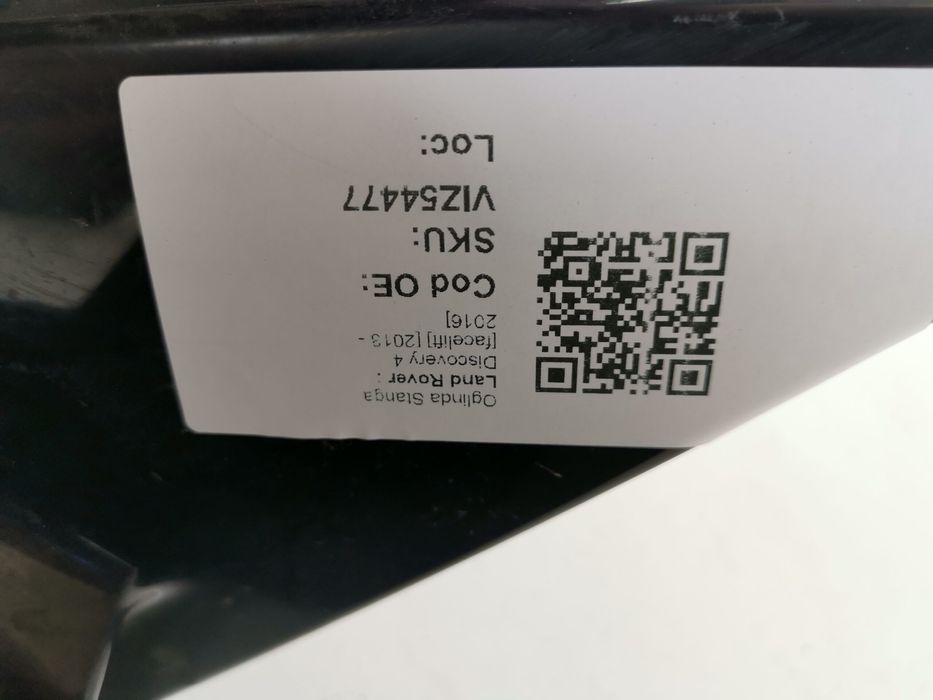 Oglinda Stanga
Land Rover :
Discovery 4
[facelift] [2013 -
2016]
Cod OE:
SKU:
VIZ54477
Loc: